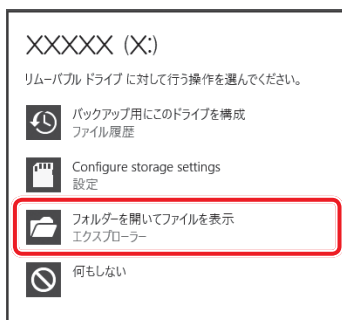 XXXXX (X:)
リムーバブル ドライブ に対して行う操作を選んでください。
バックアップ用にこのドライブを構成
ファイル履歴
Configure storage settings
設定
フォルダーを開いてファイルを表示
エクスプローラー
何もしない